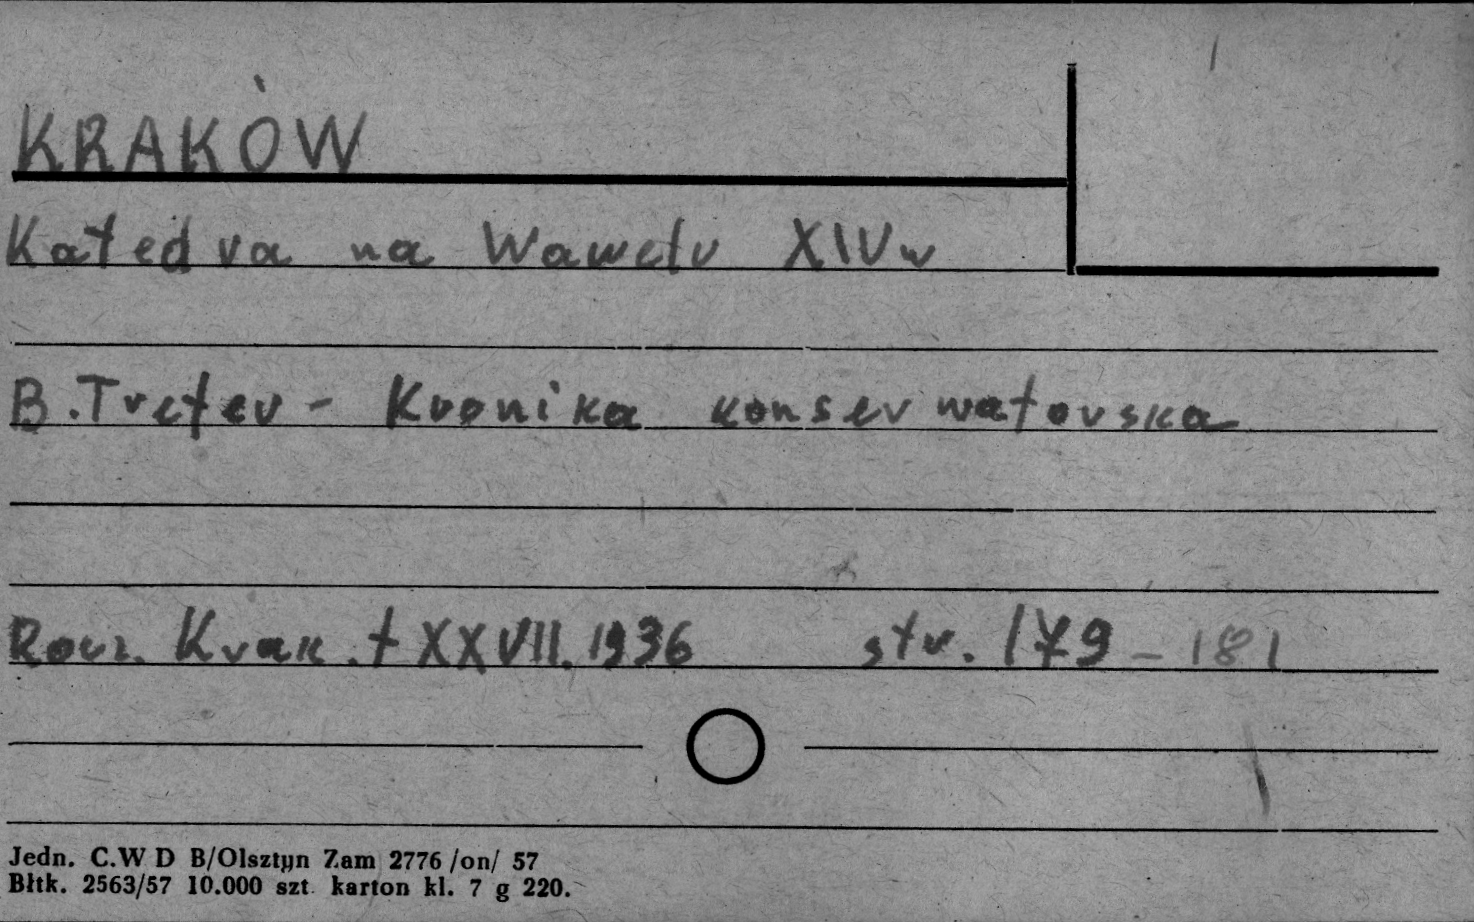 KRAKÓW
Katedra na Wawelu XIV w
B. Treter - Kronika konserwatorska
Rocz. Krak. t XXVII. 1936 str. 179 - 181
Jedn. C.W D B/Olsztyn Zam 2776 /on/ 57
Bltk. 2563/57 10.000 szt. karton kl. 7 g 220.